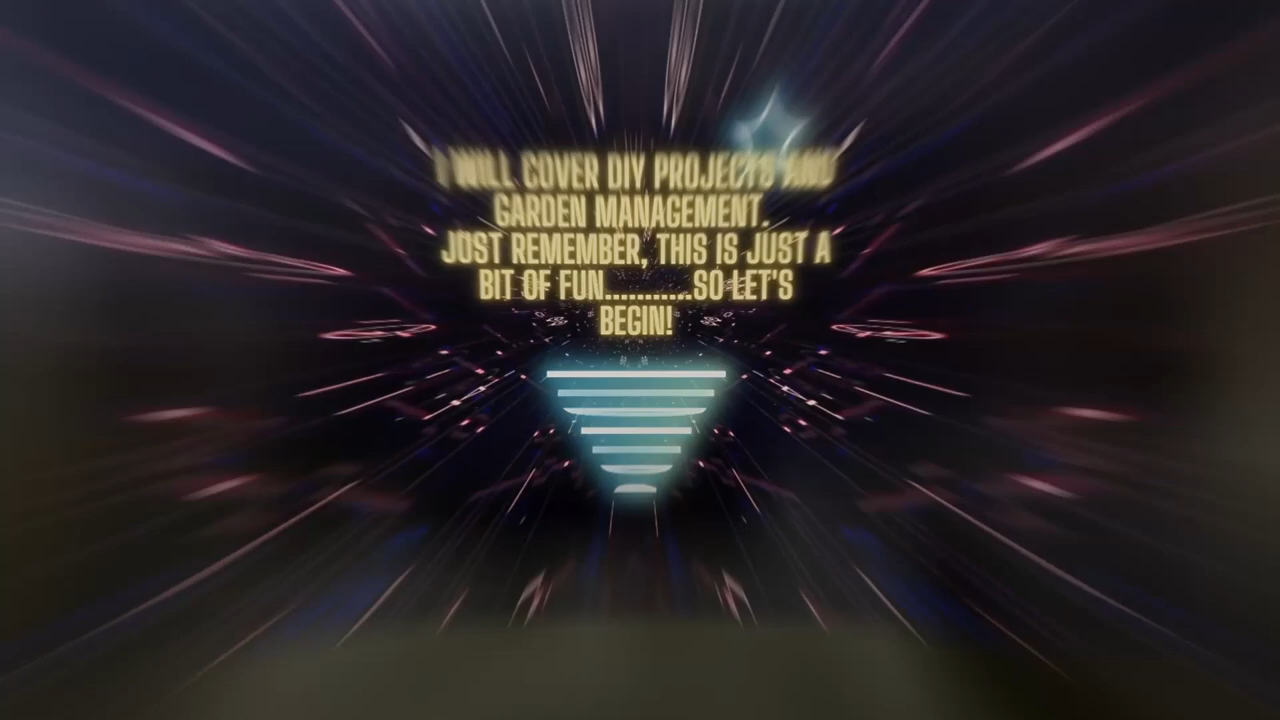 I WILL COVER DIY PROJECTS AND
GARDEN MANAGEMENT.
JUST REMEMBER, THIS IS JUST A
BIT OF FUN...........SO LET'S
BEGIN!